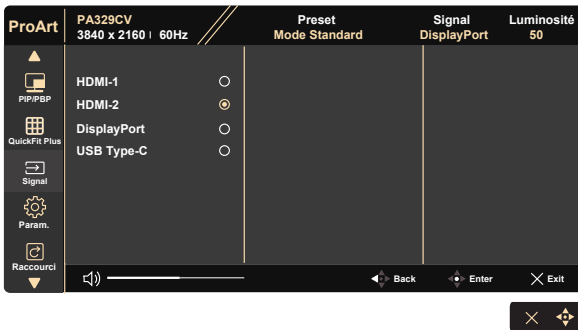 ProArt
PA329CV
3840 x 2160 60Hz
Preset
Mode Standard
Signal
DisplayPort
Luminosité
50
PIP/PBP
QuickFit Plus
Signal
Param.
Raccourci
HDMI-1
HDMI-2
DisplayPort
USB Type-C
Back
Enter
Exit